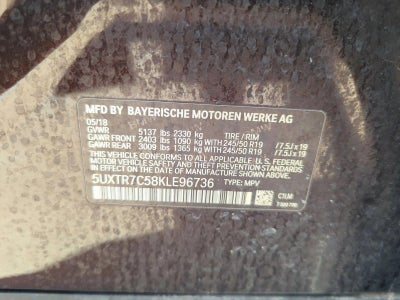 MFD BY BAYERISCHE MOTOREN WERKE AG
05/18
GVWR 5137 lbs 2330 kg TIRE / RIM
GAWR FRONT 2403 lbs 1090 kg WITH 245/50 R19 / 7.5J x 19
GAWR REAR 3009 lbs 1365 kg WITH 245/50 R19 / 7.5J x 19
THIS VEHICLE CONFORMS TO ALL APPLICABLE U.S. FEDERAL
MOTOR VEHICLE SAFETY AND THEFT PREVENTION STANDARDS IN
EFFECT ON THE DATE OF MANUFACTURE SHOWN ABOVE.
5UXTR7C58KLE96736 TYPE: MPV